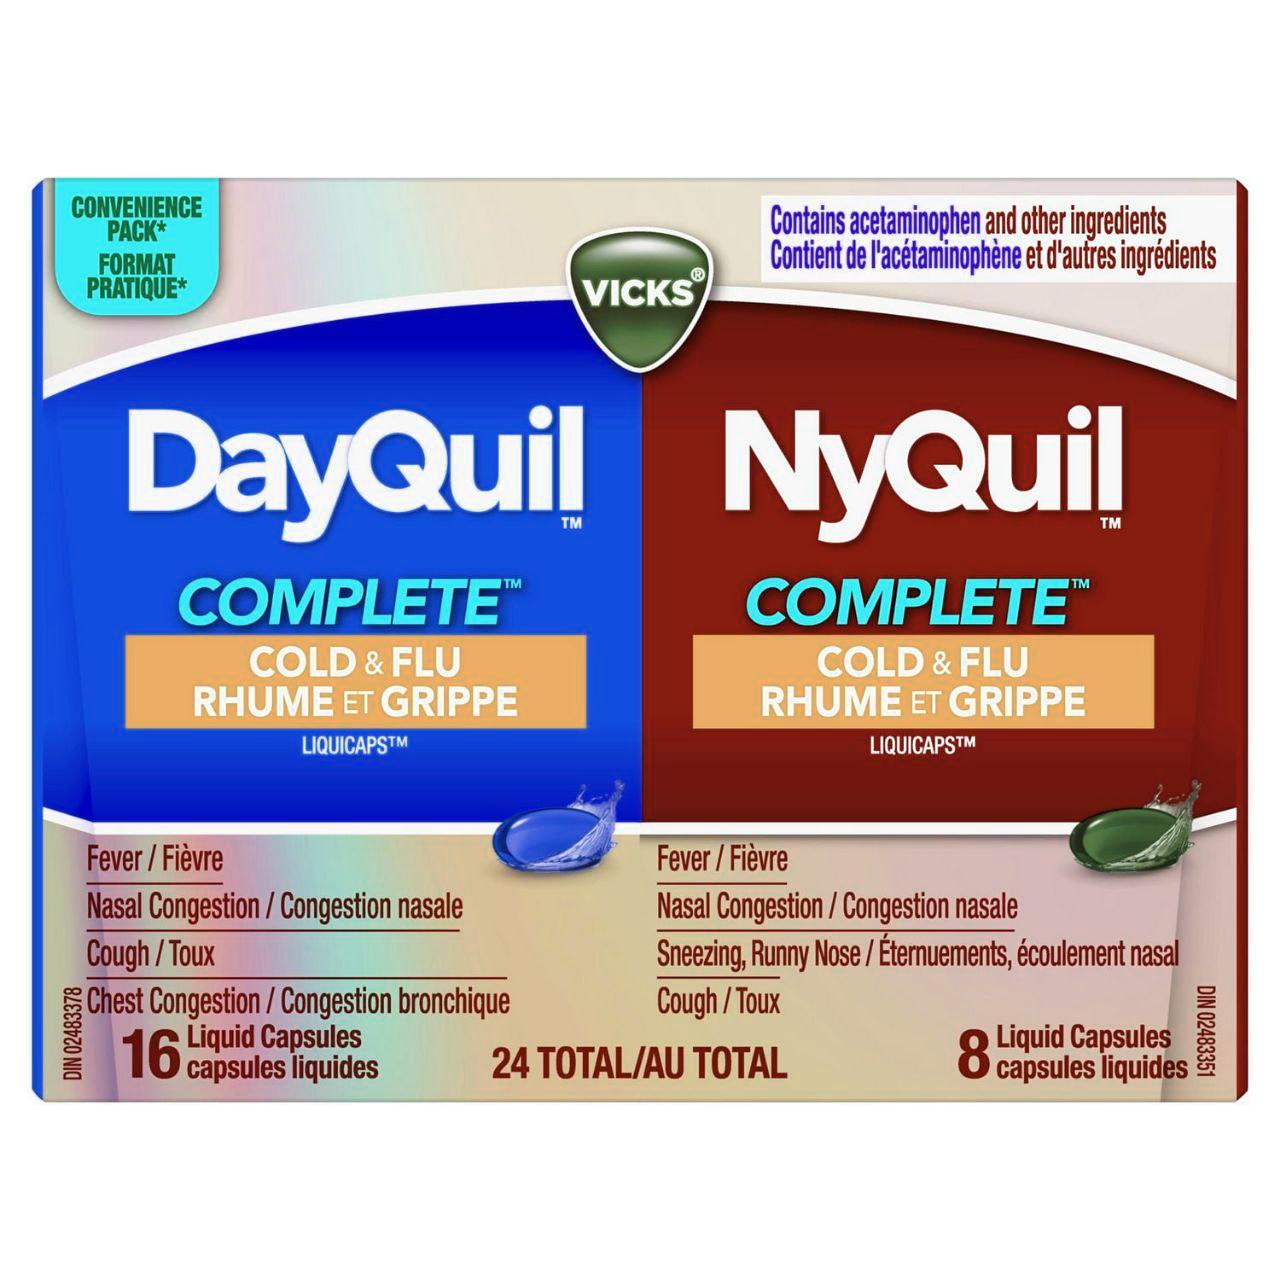 CONVENIENCE
PACK*
FORMAT
PRATIQUE*
Contains acetaminophen and other ingredients
Contient de l'acétaminophène et d'autres ingrédients
VICKS®
DayQuil™
COMPLETE™
COLD & FLU
RHUME ET GRIPPE
LIQUICAPS™
NyQuil™
COMPLETE™
COLD & FLU
RHUME ET GRIPPE
LIQUICAPS™
Fever / Fièvre
Nasal Congestion / Congestion nasale
Cough / Toux
Chest Congestion / Congestion bronchique
Fever / Fièvre
Nasal Congestion / Congestion nasale
Sneezing, Runny Nose / Éternuements, écoulement nasal
Cough / Toux
DIN 02483378
16 Liquid Capsules
capsules liquides
24 TOTAL/AU TOTAL
8 Liquid Capsules
capsules liquides
DIN 02483351